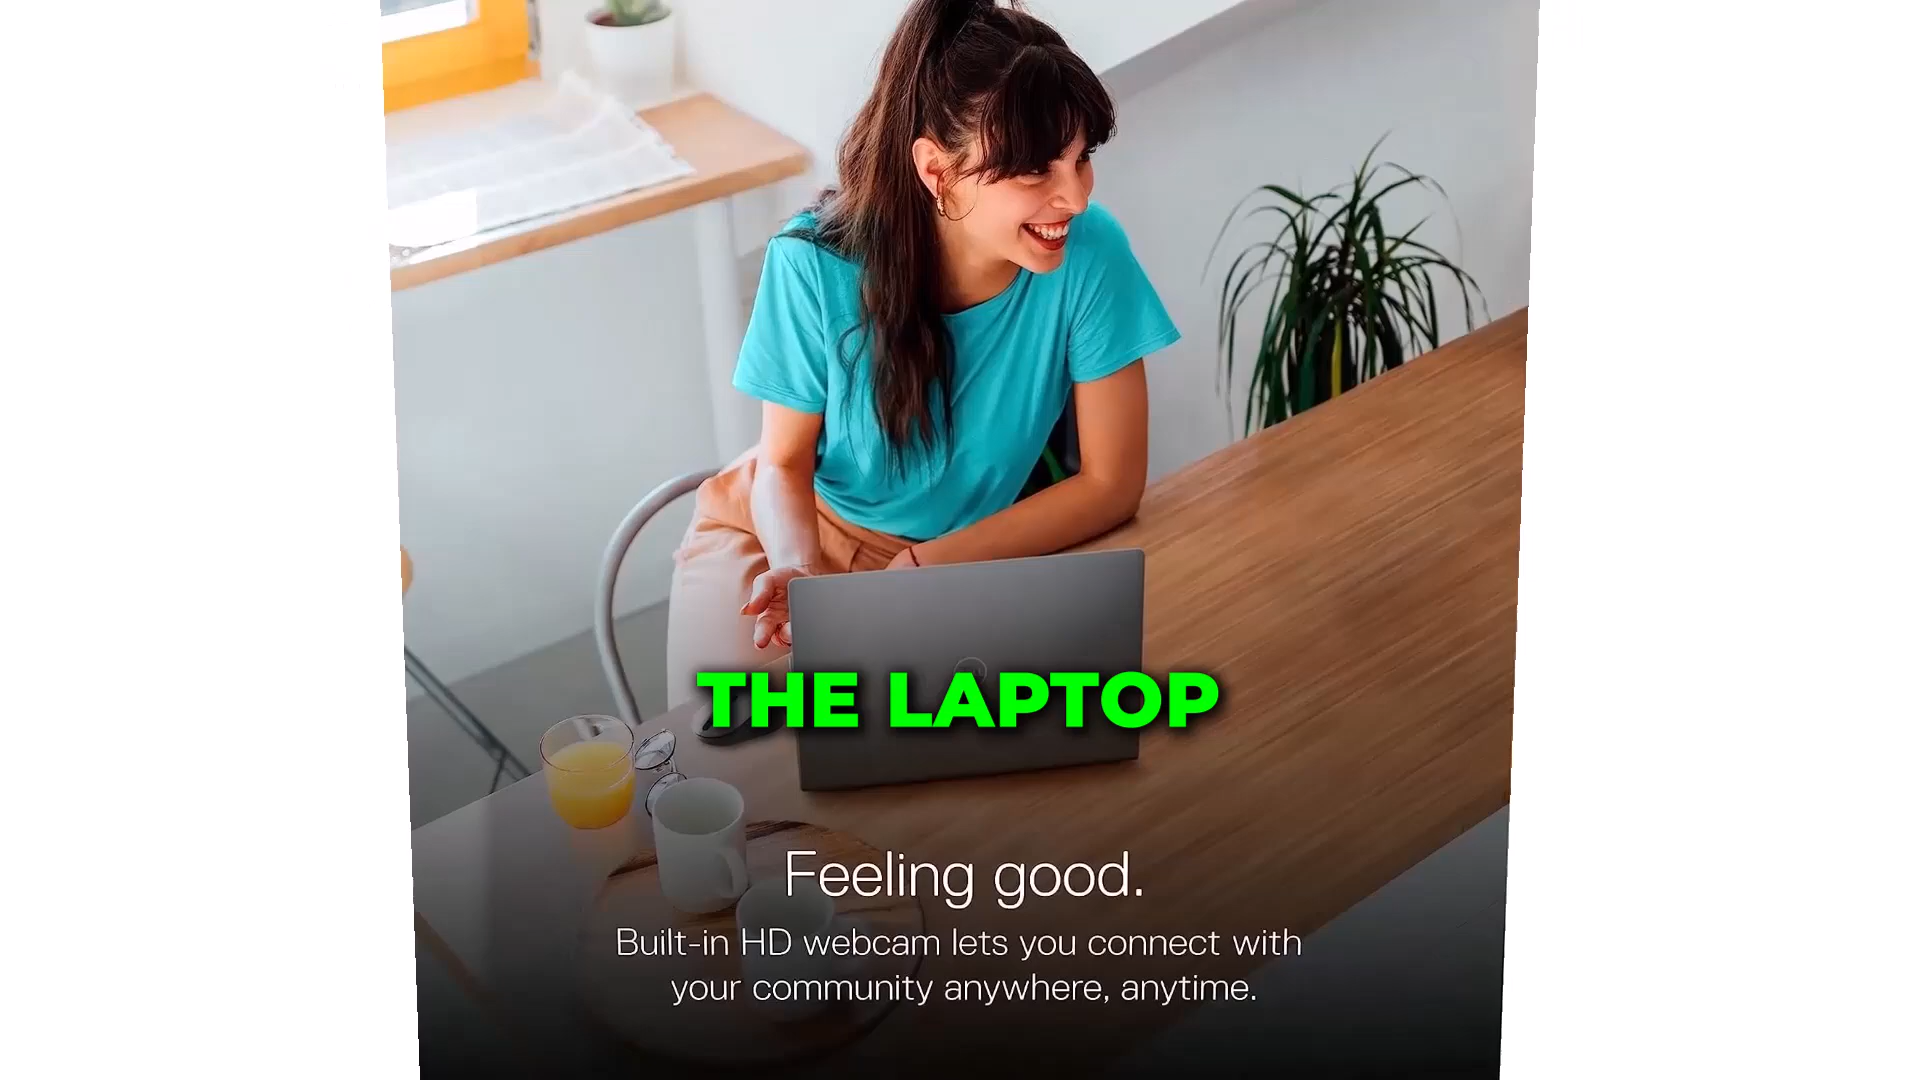 THE LAPTOP
Feeling good.
Built-in HD webcam lets you connect with
your community anywhere, anytime.